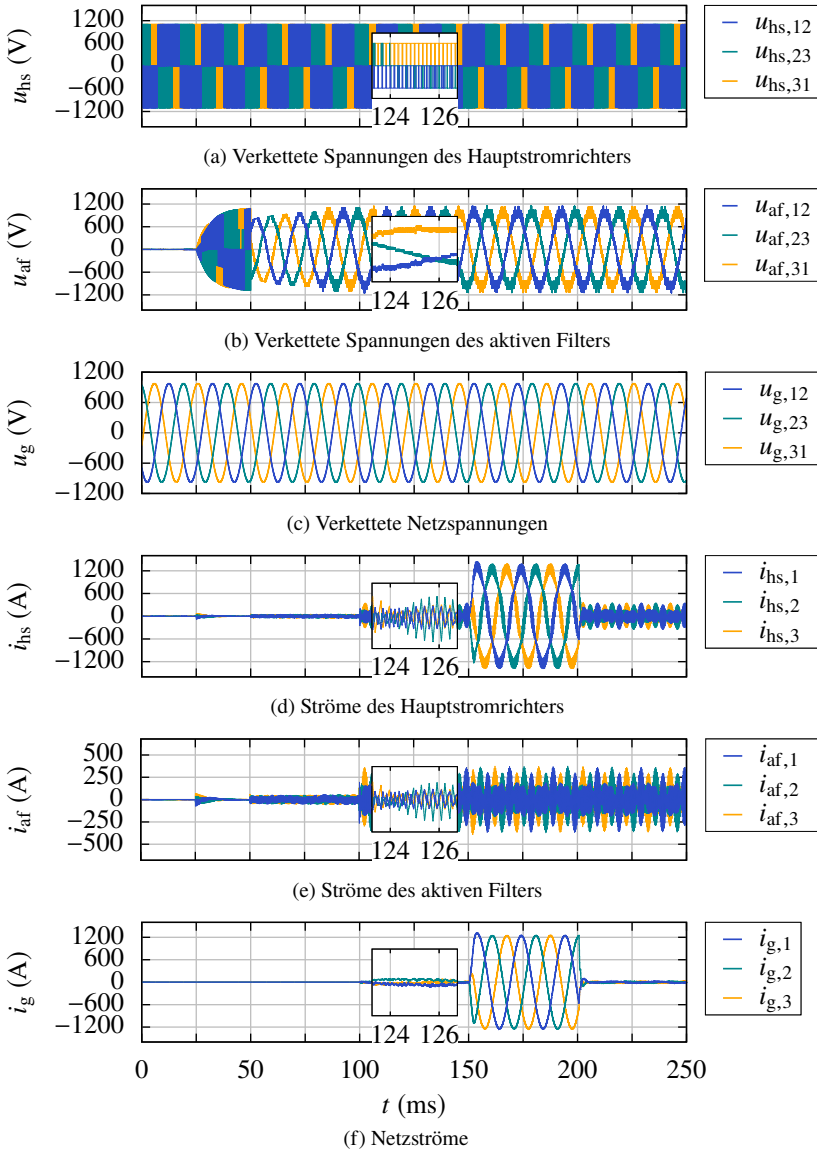 1200
600
0
−600
−1200
u_hs (V)
124 126
u_hs,12
u_hs,23
u_hs,31
(a) Verkettete Spannungen des Hauptstromrichters
1200
600
0
−600
−1200
u_af (V)
124 126
u_af,12
u_af,23
u_af,31
(b) Verkettete Spannungen des aktiven Filters
1200
600
0
−600
−1200
u_g (V)
u_g,12
u_g,23
u_g,31
(c) Verkettete Netzspannungen
1200
600
0
−600
−1200
i_hs (A)
124 126
i_hs,1
i_hs,2
i_hs,3
(d) Ströme des Hauptstromrichters
500
250
0
−250
−500
i_af (A)
124 126
i_af,1
i_af,2
i_af,3
(e) Ströme des aktiven Filters
1200
600
0
−600
−1200
i_g (A)
124 126
i_g,1
i_g,2
i_g,3
0 50 100 150 200 250
t (ms)
(f) Netzströme